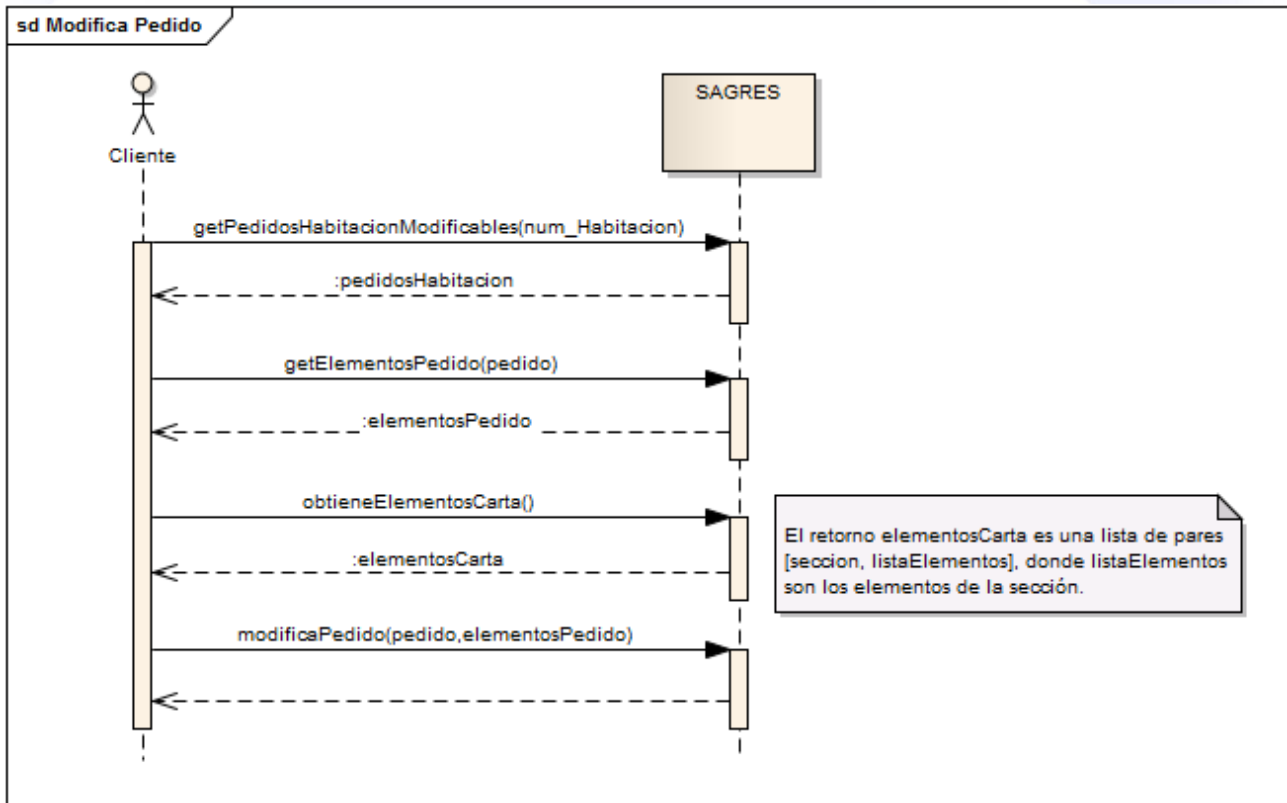 sd Modifica Pedido
SAGRES
Cliente
getPedidosHabitacionModificables(num_Habitacion)
:pedidosHabitacion
getElementosPedido(pedido)
:elementosPedido
obtieneElementosCarta()
:elementosCarta
El retorno elementosCarta es una lista de pares
[seccion, listaElementos], donde listaElementos
son los elementos de la sección.
modificaPedido(pedido,elementosPedido)